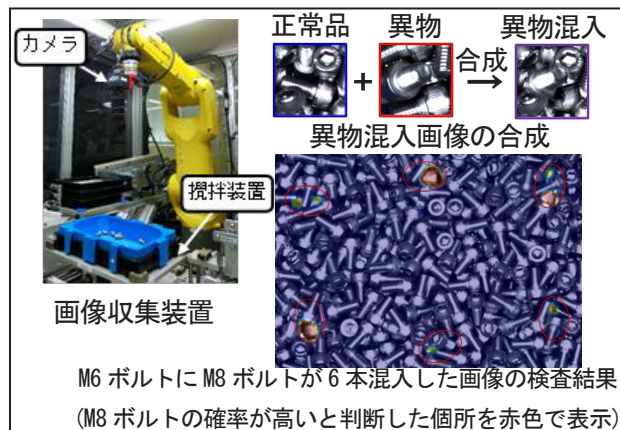 カメラ
攪拌装置
画像収集装置
正常品
異物
異物混入
+
合成
→
異物混入画像の合成
M6 ボルトに M8 ボルトが 6 本混入した画像の検査結果
(M8 ボルトの確率が高いと判断した個所を赤色で表示)